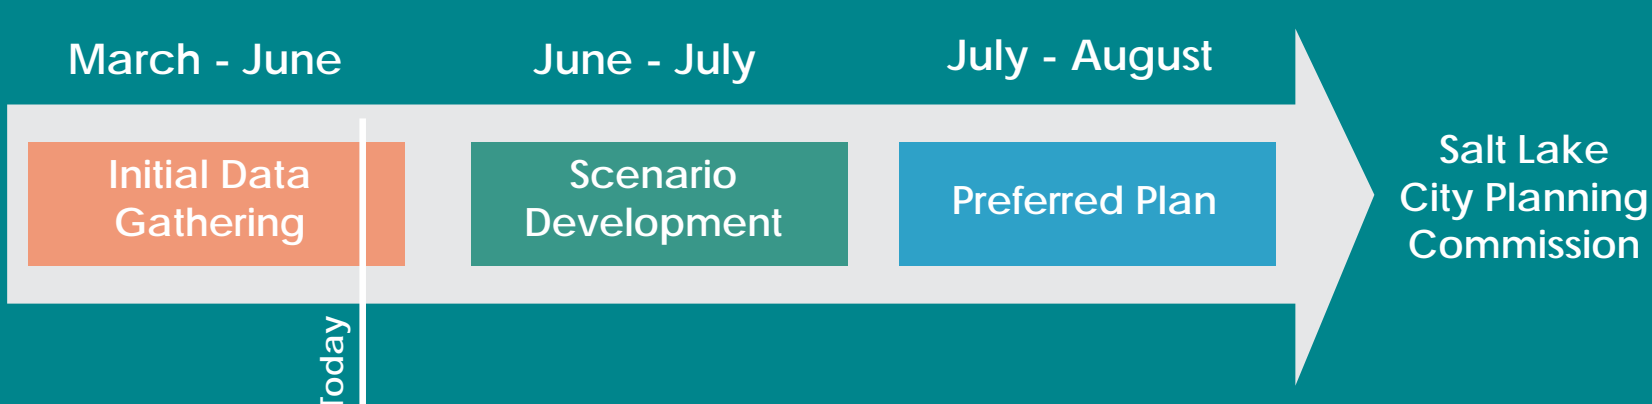 March - June
June - July
July - August
Initial Data
Gathering
Scenario
Development
Preferred Plan
Salt Lake
City Planning
Commission
Today